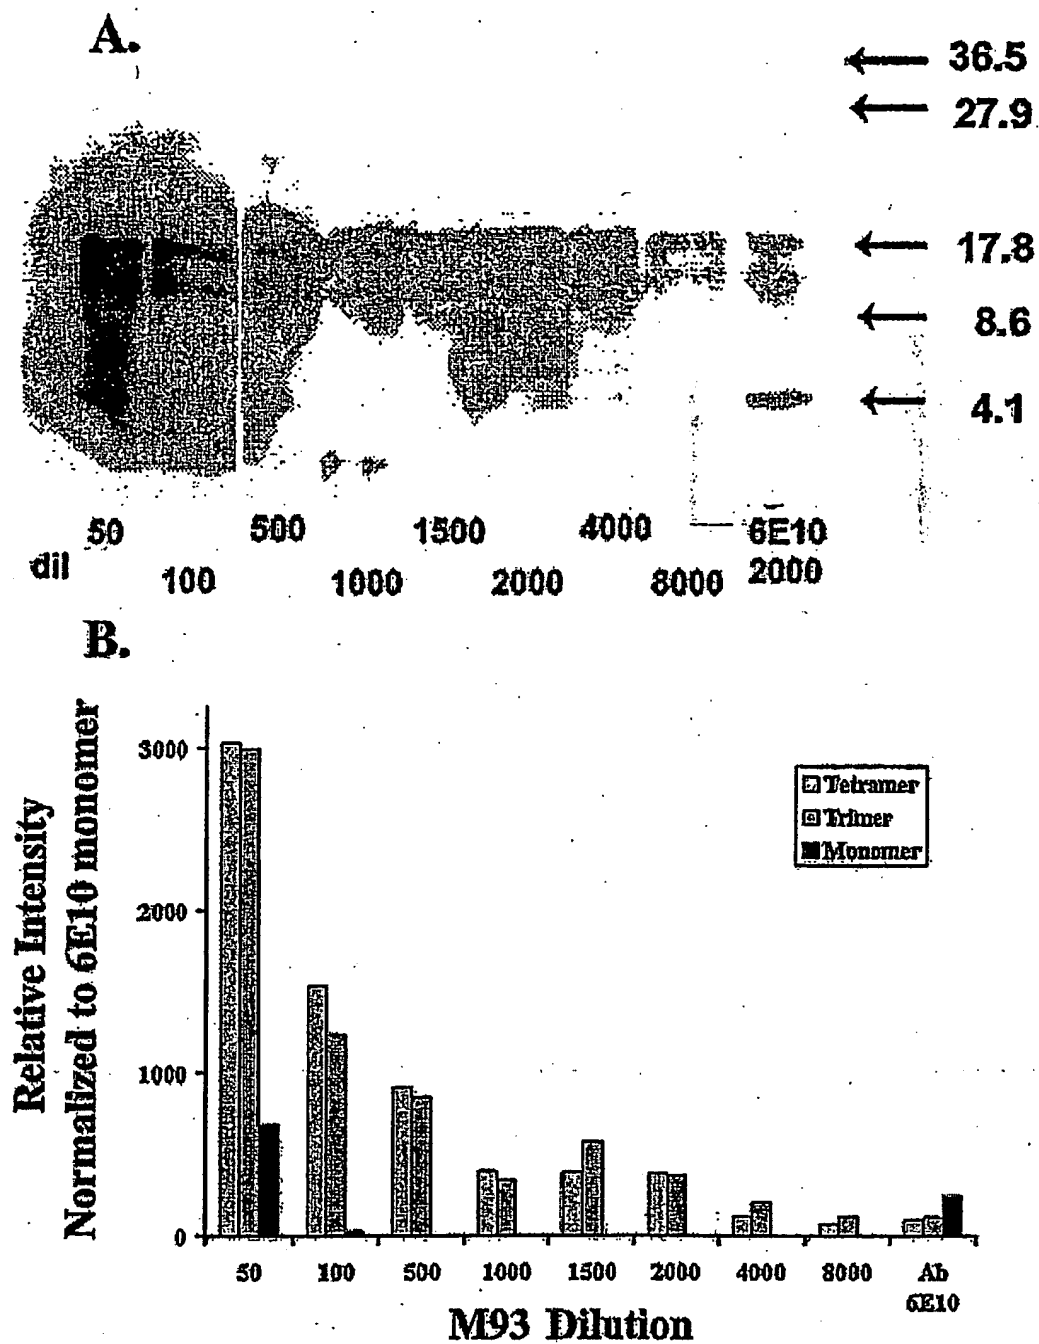 A.
36.5
27.9
17.8
8.6
4.1
50 500 1500 4000 6E10
dil 100 1000 2000 8000 2000
B.
Relative Intensity
Normalized to 6E10 monomer
3000
2000
1000
0
Tetramer
Trimer
Monomer
50 100 500 1000 1500 2000 4000 8000 Ab
6E10
M93 Dilution